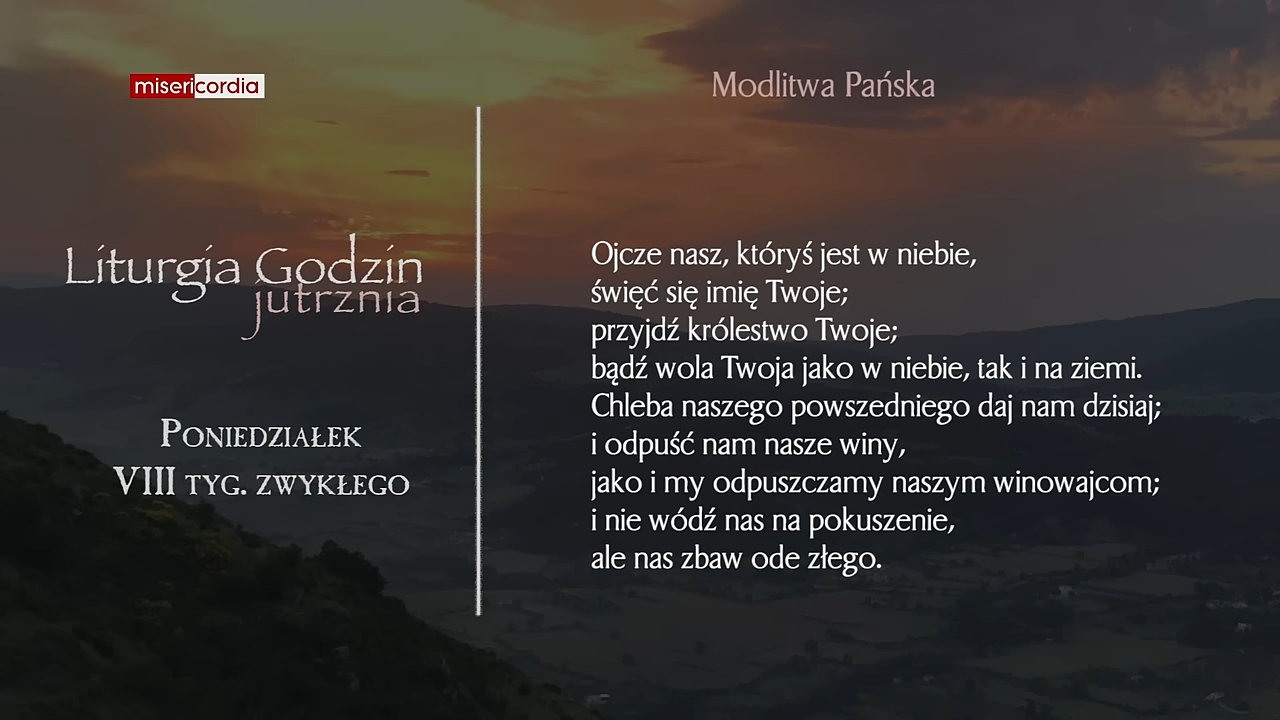 misericordia
Liturgia Godzin
jutrznia
Poniedziałek
VIII tyg. zwykłego
Modlitwa Pańska
Ojcze nasz, któryś jest w niebie,
święć się imię Twoje;
przyjdź królestwo Twoje;
bądź wola Twoja jako w niebie, tak i na ziemi.
Chleba naszego powszedniego daj nam dzisiaj;
i odpuść nam nasze winy,
jako i my odpuszczamy naszym winowajcom;
i nie wódź nas na pokuszenie,
ale nas zbaw ode złego.